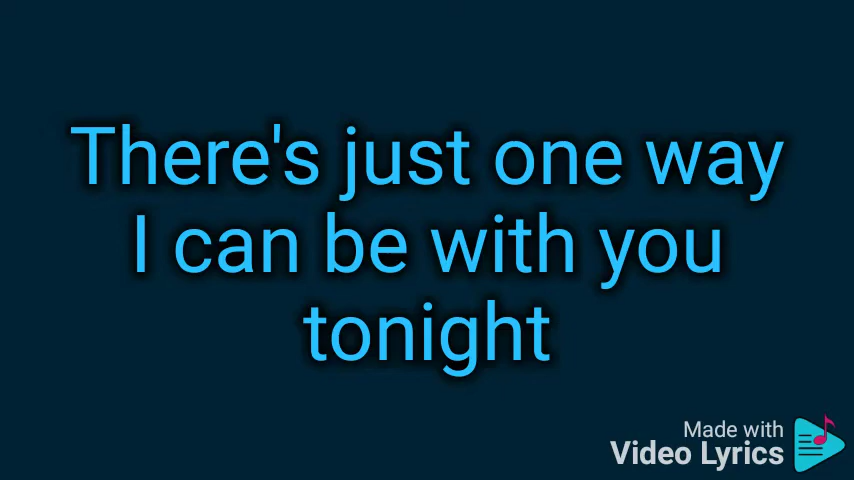 There's just one way
I can be with you
tonight
Made with
Video Lyrics